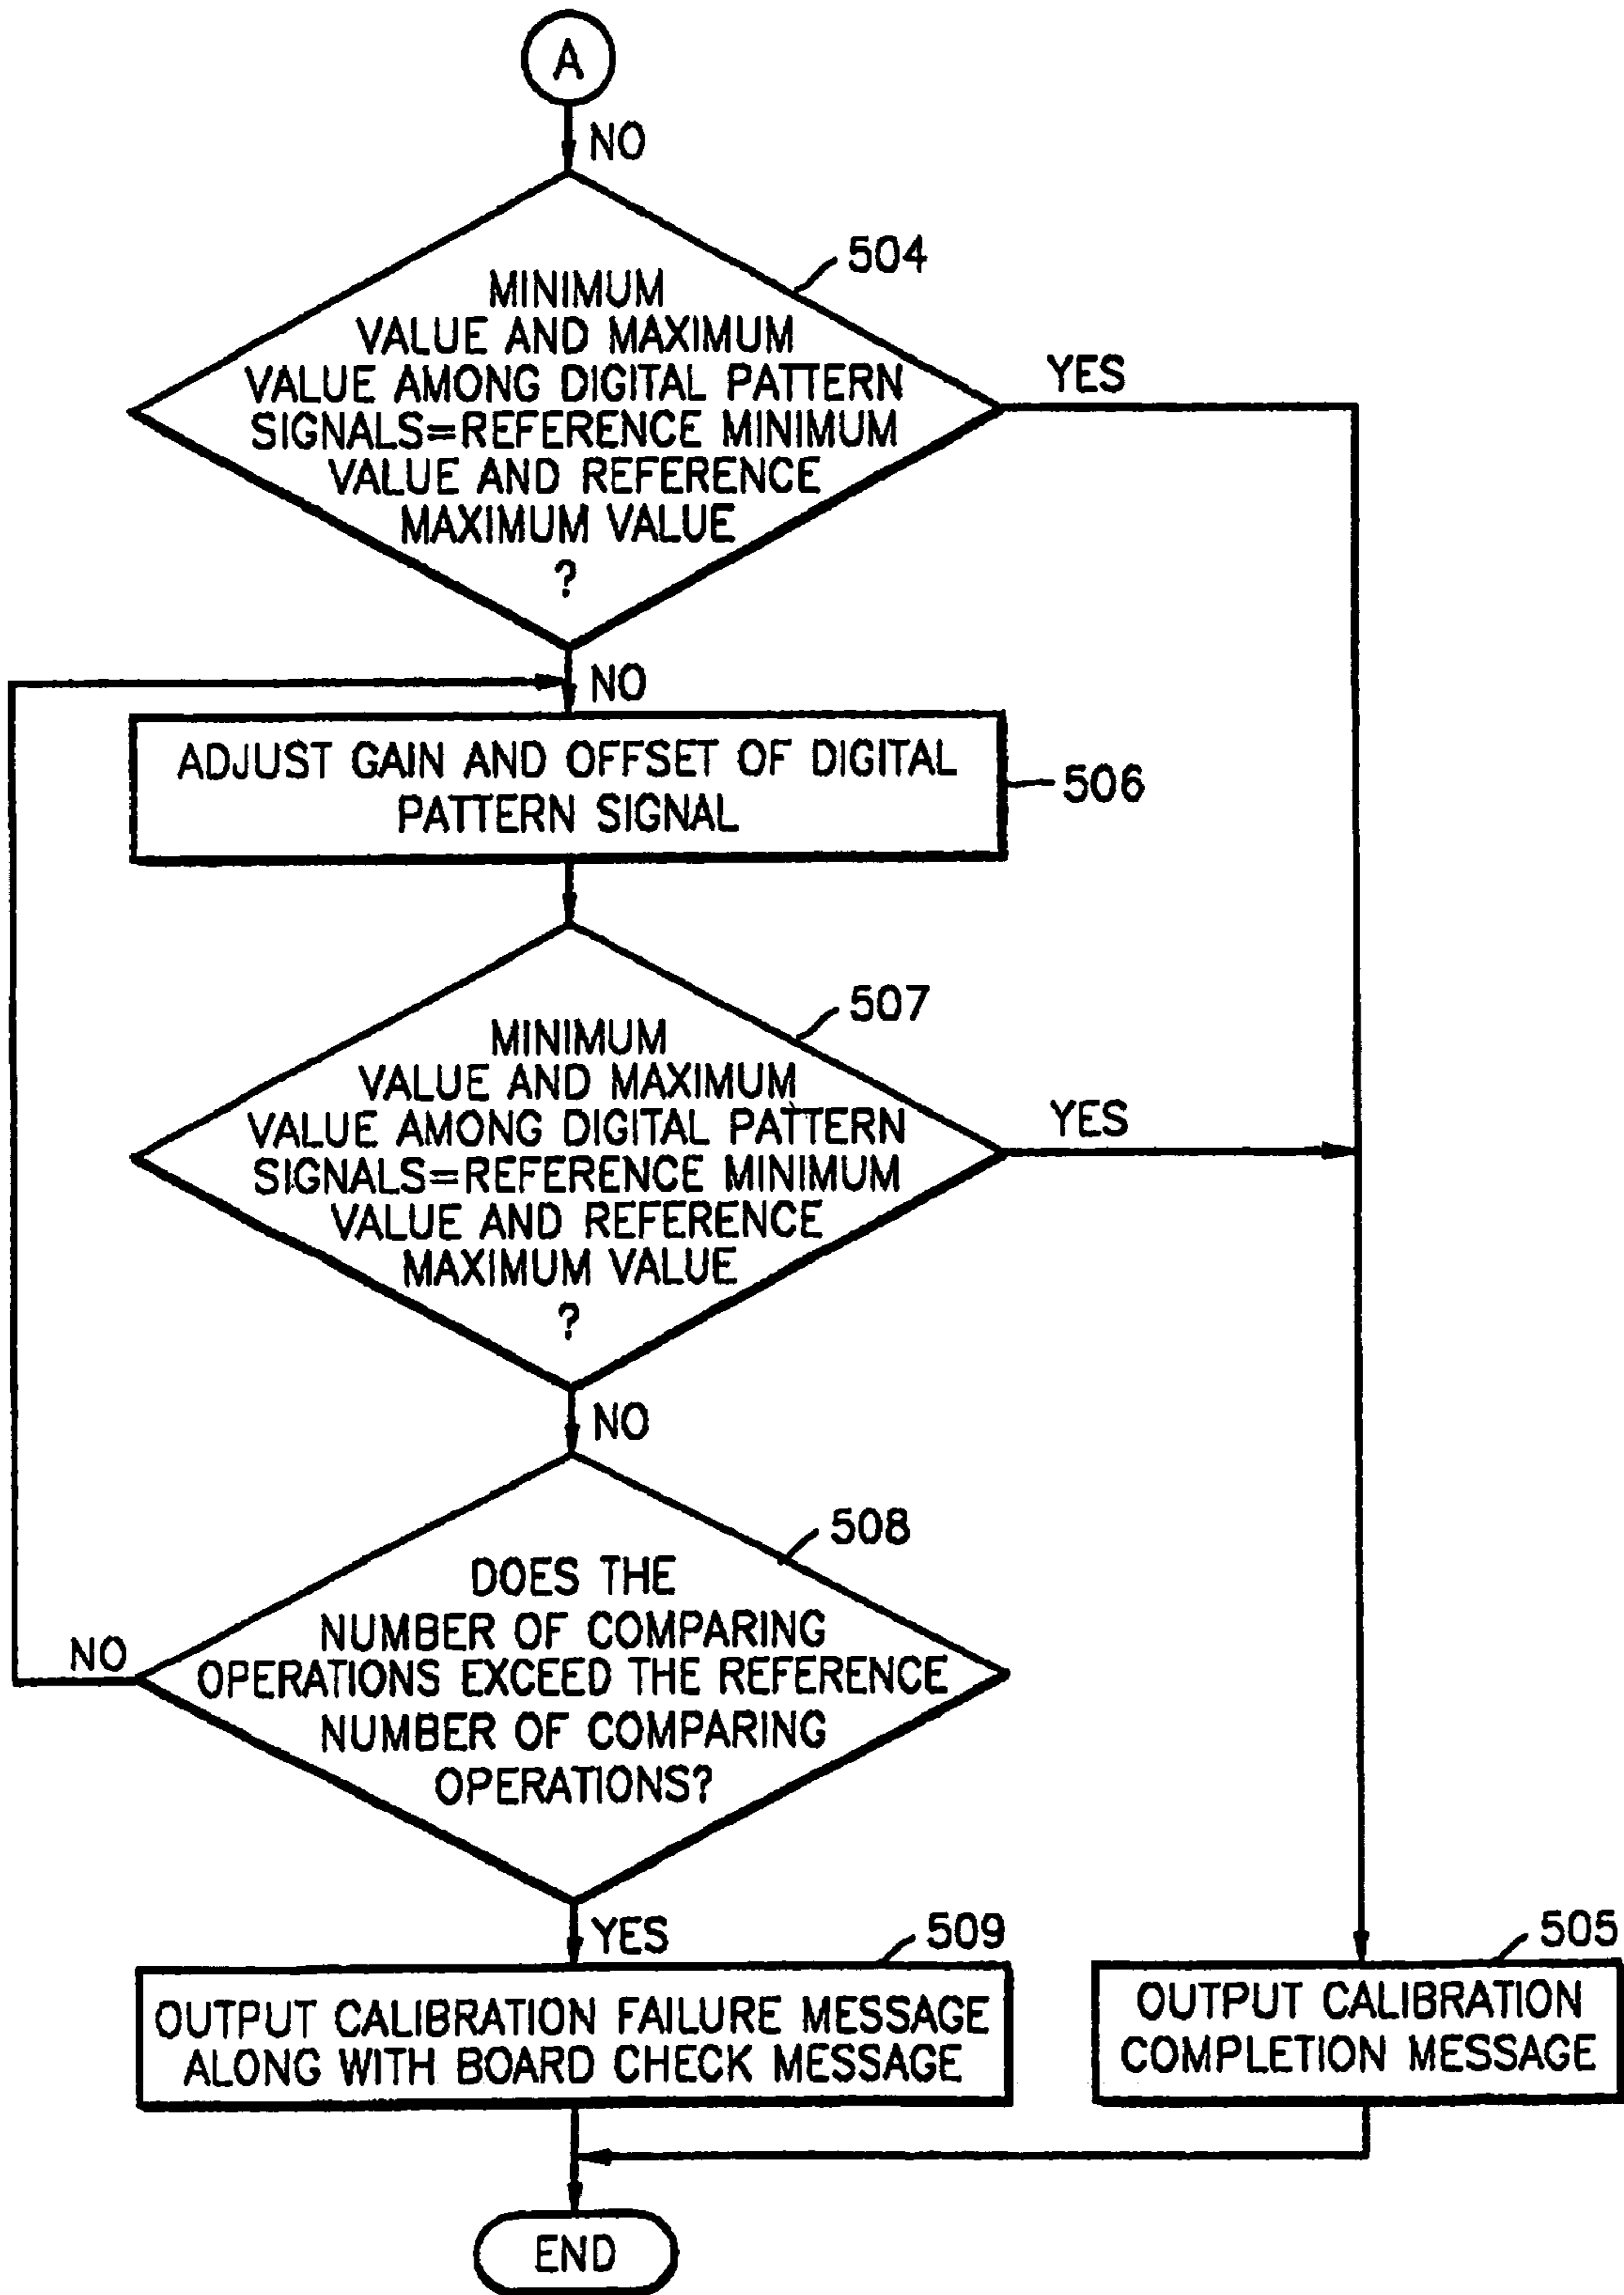 A
NO
504
MINIMUM
VALUE AND MAXIMUM
VALUE AMONG DIGITAL PATTERN
SIGNALS=REFERENCE MINIMUM
VALUE AND REFERENCE
MAXIMUM VALUE
?
YES
NO
ADJUST GAIN AND OFFSET OF DIGITAL
PATTERN SIGNAL
506
507
MINIMUM
VALUE AND MAXIMUM
VALUE AMONG DIGITAL PATTERN
SIGNALS=REFERENCE MINIMUM
VALUE AND REFERENCE
MAXIMUM VALUE
?
YES
NO
508
DOES THE
NUMBER OF COMPARING
OPERATIONS EXCEED THE REFERENCE
NUMBER OF COMPARING
OPERATIONS?
NO
YES
509
OUTPUT CALIBRATION FAILURE MESSAGE
ALONG WITH BOARD CHECK MESSAGE
505
OUTPUT CALIBRATION
COMPLETION MESSAGE
END